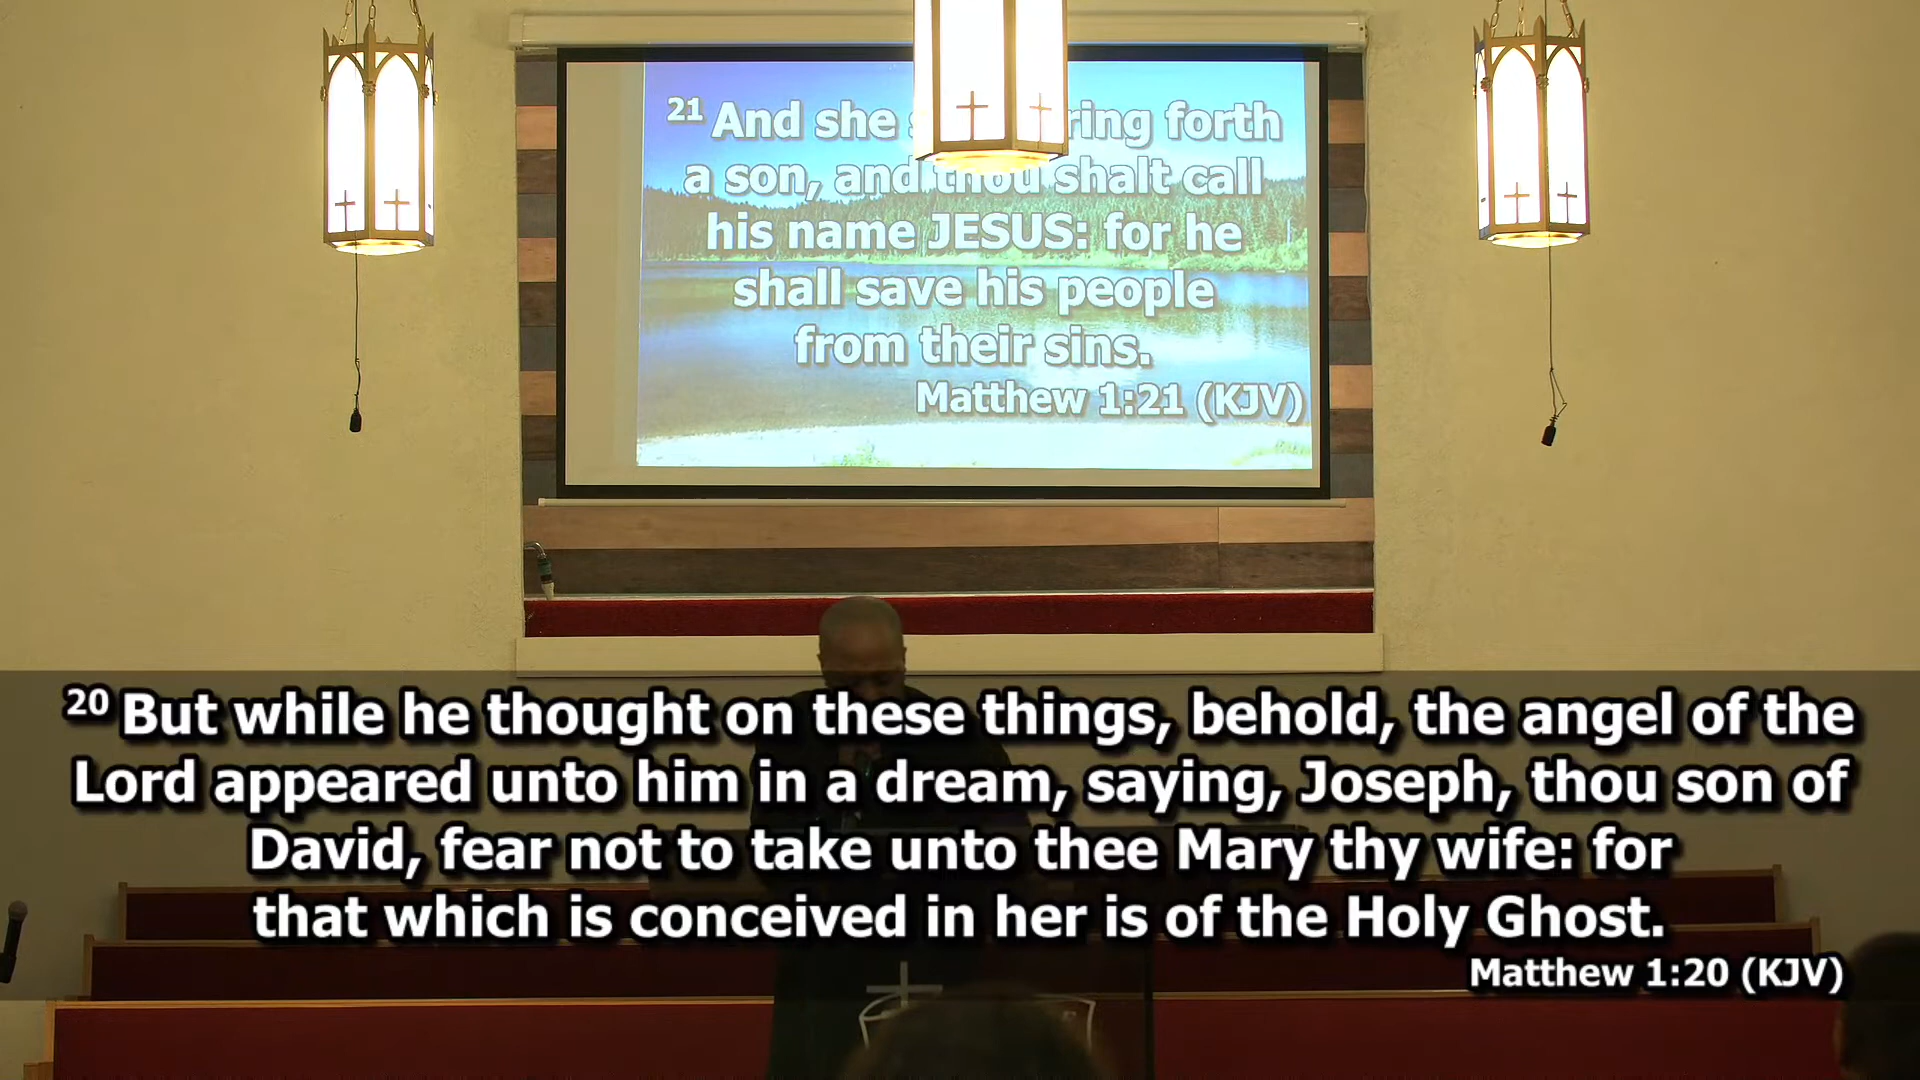 21 And she ring forth
a son, and thou shalt call
his name JESUS: for he
shall save his people
from their sins.
Matthew 1:21 (KJV)
20 But while he thought on these things, behold, the angel of the
Lord appeared unto him in a dream, saying, Joseph, thou son of
David, fear not to take unto thee Mary thy wife: for
that which is conceived in her is of the Holy Ghost.
Matthew 1:20 (KJV)